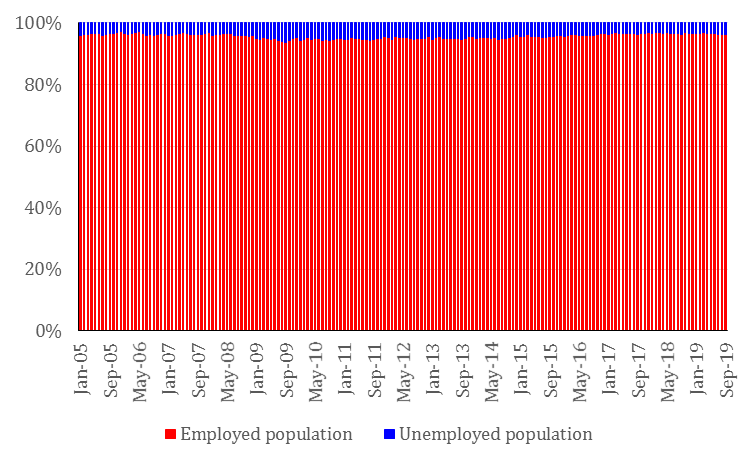 100%
80%
60%
40%
20%
0%
Jan-05
Sep-05
May-06
Jan-07
Sep-07
May-08
Jan-09
Sep-09
May-10
Jan-11
Sep-11
May-12
Jan-13
Sep-13
May-14
Jan-15
Sep-15
May-16
Jan-17
Sep-17
May-18
Jan-19
Sep-19
Employed population
Unemployed population